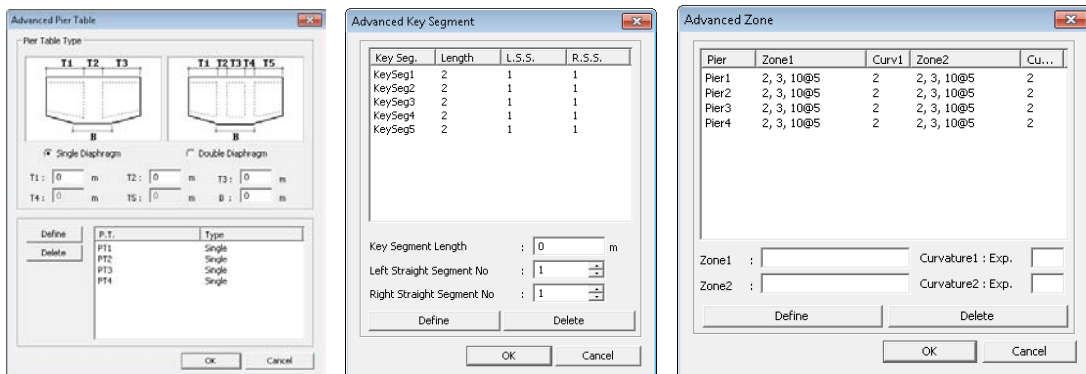 Advanced Pier Table
Pier Table Type
T1 T2 T3
B
T1 T2 T3 T4 T5
B
Single Diaphragm
Double Diaphragm
T1 : 0 m T2 : 0 m T3 : 0 m
T4 : 0 m T5 : 0 m B : 0 m
Define
Delete
P.T. Type
PT1 Single
PT2 Single
PT3 Single
PT4 Single
OK Cancel
Advanced Key Segment
Key Seg. Length L.S.S. R.S.S.
KeySeg1 2 1 1
KeySeg2 2 1 1
KeySeg3 2 1 1
KeySeg4 2 1 1
KeySeg5 2 1 1
Key Segment Length : 0 m
Left Straight Segment No : 1
Right Straight Segment No : 1
Define Delete
OK Cancel
Advanced Zone
Pier Zone1 Curv1 Zone2 Cu...
Pier1 2, 3, 10@5 2 2, 3, 10@5 2
Pier2 2, 3, 10@5 2 2, 3, 10@5 2
Pier3 2, 3, 10@5 2 2, 3, 10@5 2
Pier4 2, 3, 10@5 2 2, 3, 10@5 2
Zone1 : Curvature1 : Exp.
Zone2 : Curvature2 : Exp.
Define Delete
OK Cancel